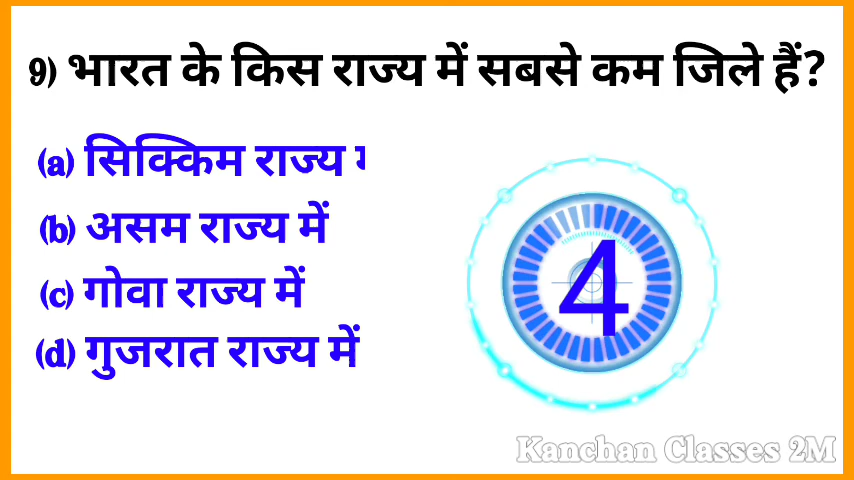 9) भारत के किस राज्य में सबसे कम जिले हैं?
(a) सिक्किम राज्य
(b) असम राज्य में
(c) गोवा राज्य में
(d) गुजरात राज्य में
4
Kanchan Classes 2M